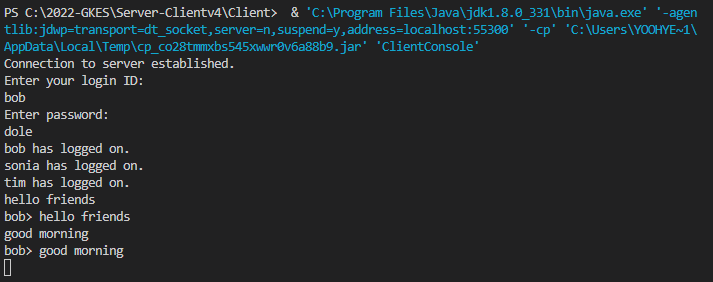 PS C:\2022-GKES\Server-Clientv4\Client>  & 'C:\Program Files\Java\jdk1.8.0_331\bin\java.exe' '-agen
tlib:jdwp=transport=dt_socket,server=n,suspend=y,address=localhost:55300' '-cp' 'C:\Users\YOOHYE~1\
AppData\Local\Temp\cp_co28tmmxbs545xwwr0v6a88b9.jar' 'ClientConsole'
Connection to server established.
Enter your login ID:
bob
Enter password:
dole
bob has logged on.
sonia has logged on.
tim has logged on.
hello friends
bob> hello friends
good morning
bob> good morning